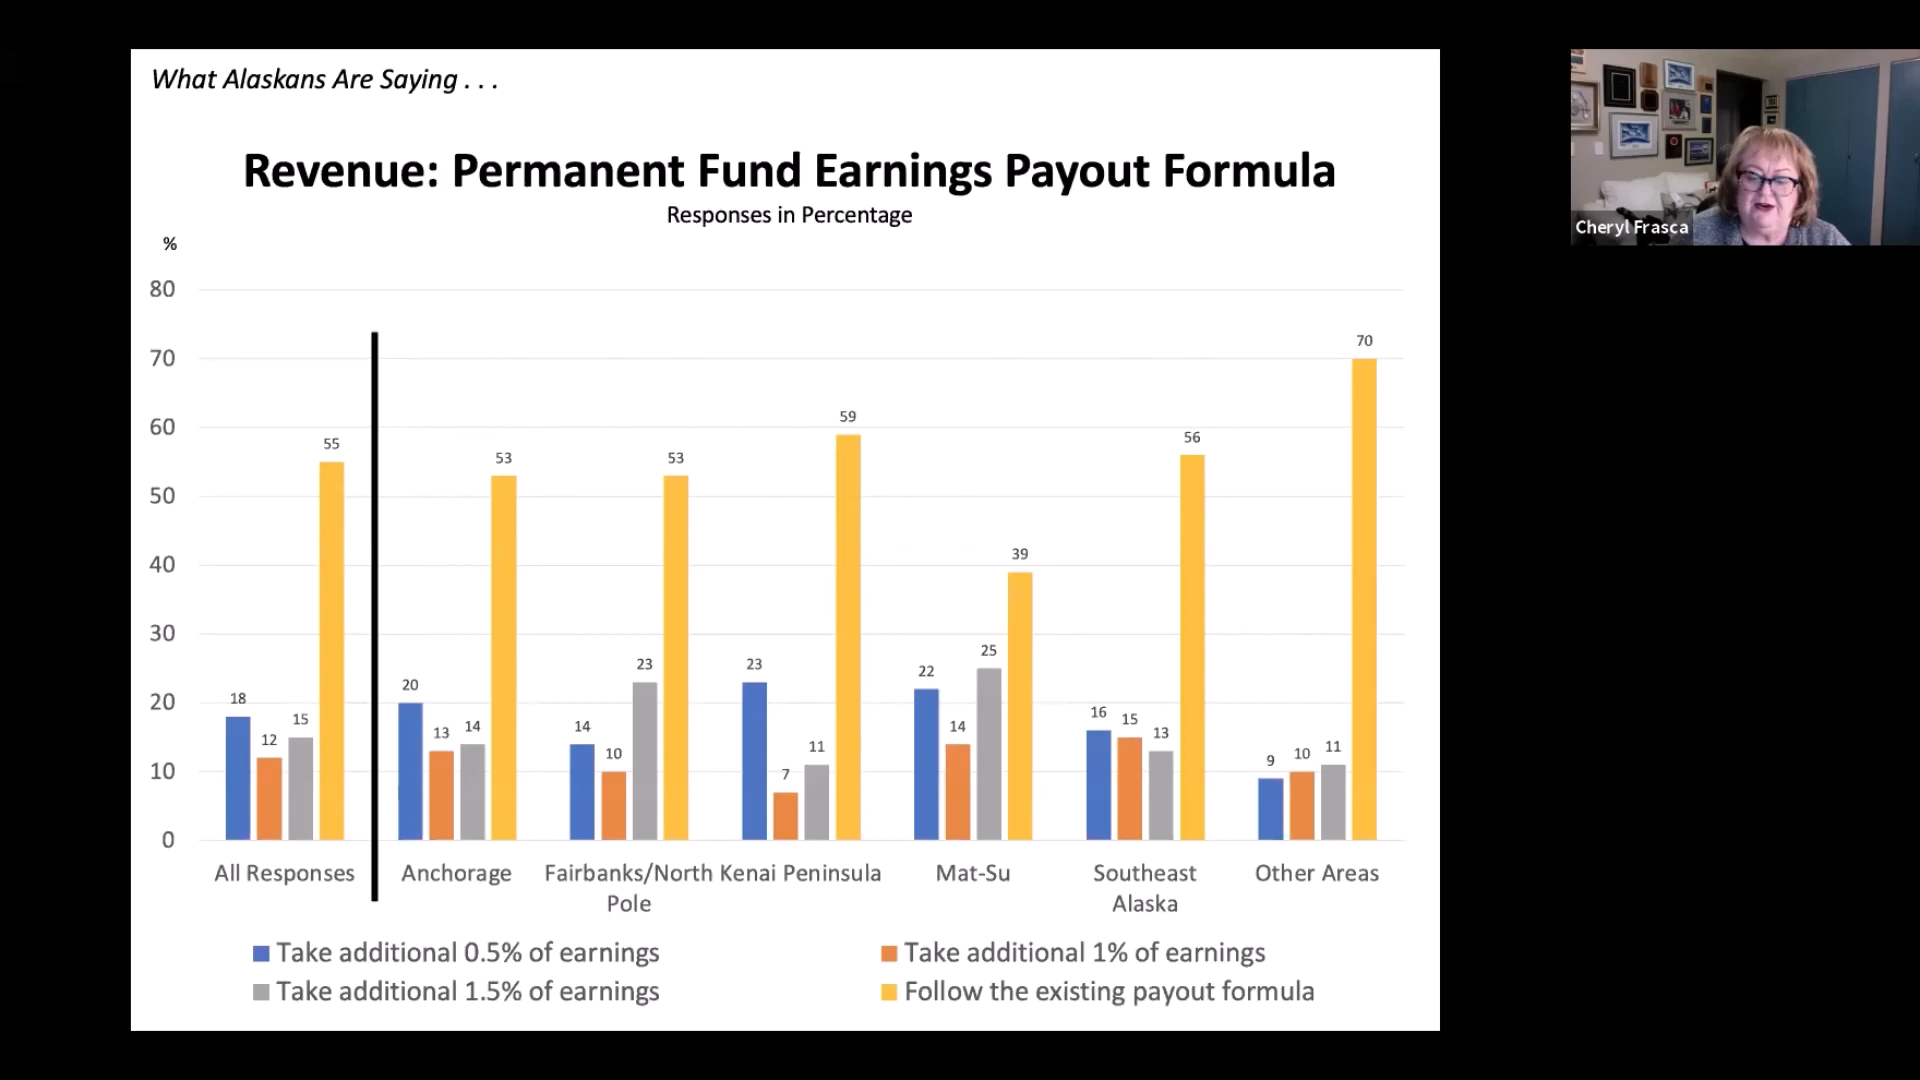 What Alaskans Are Saying . . .
Revenue: Permanent Fund Earnings Payout Formula
Responses in Percentage
%
80
70
60
50
40
30
20
10
0
18
12
15
55
20
13
14
53
14
10
23
53
23
7
11
59
22
14
25
39
16
15
13
56
9
10
11
70
All Responses
Anchorage
Fairbanks/North
Pole
Kenai Peninsula
Mat-Su
Southeast
Alaska
Other Areas
Take additional 0.5% of earnings
Take additional 1% of earnings
Take additional 1.5% of earnings
Follow the existing payout formula
Cheryl Frasca